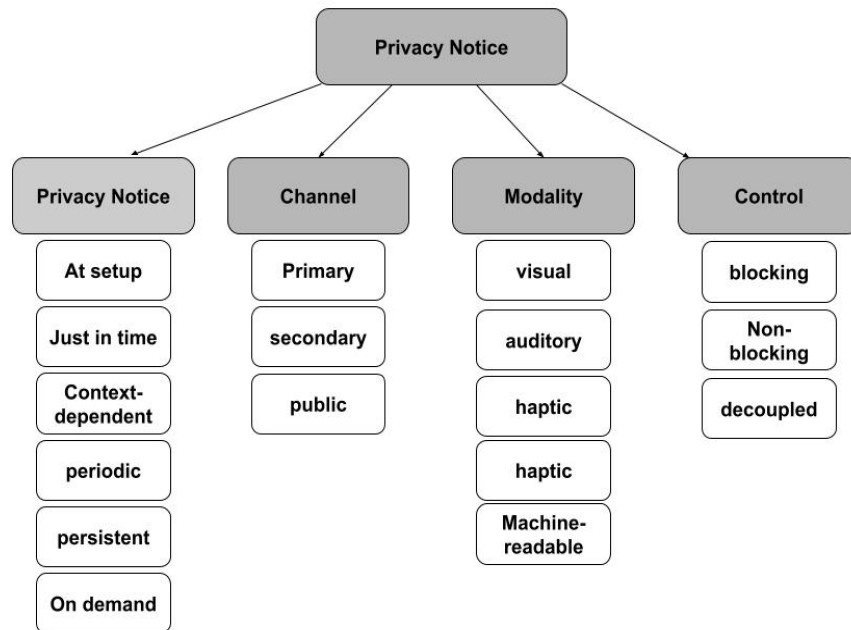 Privacy Notice
Privacy Notice
At setup
Just in time
Context-
dependent
periodic
persistent
On demand
Channel
Primary
secondary
public
Modality
visual
auditory
haptic
haptic
Machine-
readable
Control
blocking
Non-
blocking
decoupled